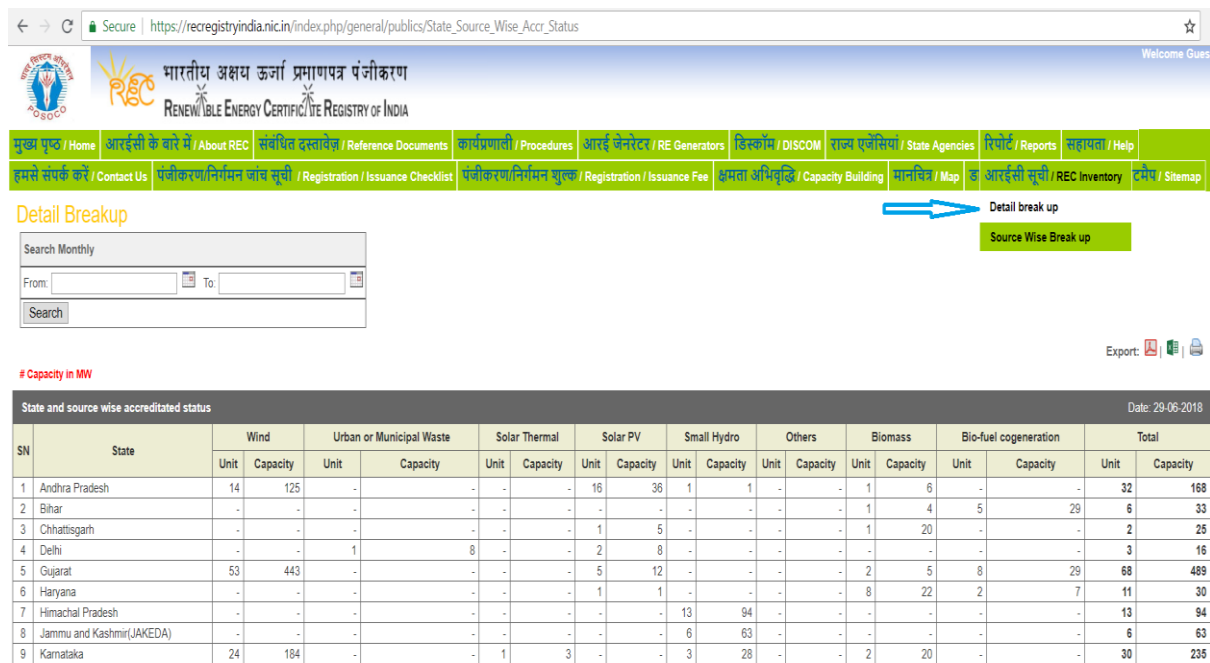 Secure | https://recregistryindia.nic.in/index.php/general/publics/State_Source_Wise_Accr_Status
Welcome Gues
POSOCO
REC
भारतीय अक्षय ऊर्जा प्रमाणपत्र पंजीकरण
RENEWABLE ENERGY CERTIFICATE REGISTRY OF INDIA
मुख्य पृष्ठ / Home आरईसी के बारे में / About REC संबंधित दस्तावेज़ / Reference Documents कार्यप्रणाली / Procedures आरई जेनरेटर / RE Generators डिस्कॉम / DISCOM राज्य एजेंसियां / State Agencies रिपोर्ट / Reports सहायता / Help
हमसे संपर्क करें / Contact Us पंजीकरण/निर्गमन जांच सूची / Registration / Issuance Checklist पंजीकरण/निर्गमन शुल्क / Registration / Issuance Fee क्षमता अभिवृद्धि / Capacity Building मानचित्र / Map ड आरईसी सूची / REC Inventory टमैप / Sitemap
Detail break up
Source Wise Break up
Detail Breakup
Search Monthly
From: To:
Search
Export: | |
# Capacity in MW
State and source wise accreditated status Date: 29-06-2018
SN State Wind Urban or Municipal Waste Solar Thermal Solar PV Small Hydro Others Biomass Bio-fuel cogeneration Total
Unit Capacity Unit Capacity Unit Capacity Unit Capacity Unit Capacity Unit Capacity Unit Capacity Unit Capacity Unit Capacity
1 Andhra Pradesh 14 125 - - - - 16 36 1 1 - - 1 6 - - 32 168
2 Bihar - - - - - - - - - - - - 1 4 5 29 6 33
3 Chhattisgarh - - - - - - 1 5 - - - - 1 20 - - 2 25
4 Delhi - - 1 8 - - 2 8 - - - - - - - - 3 16
5 Gujarat 53 443 - - - - 5 12 - - - - 2 5 8 29 68 489
6 Haryana - - - - - - 1 1 - - - - 8 22 2 7 11 30
7 Himachal Pradesh - - - - - - - - 13 94 - - - - - - 13 94
8 Jammu and Kashmir(JAKEDA) - - - - - - - - 6 63 - - - - - - 6 63
9 Karnataka 24 184 - - 1 3 - - 3 28 - - 2 20 - - 30 235